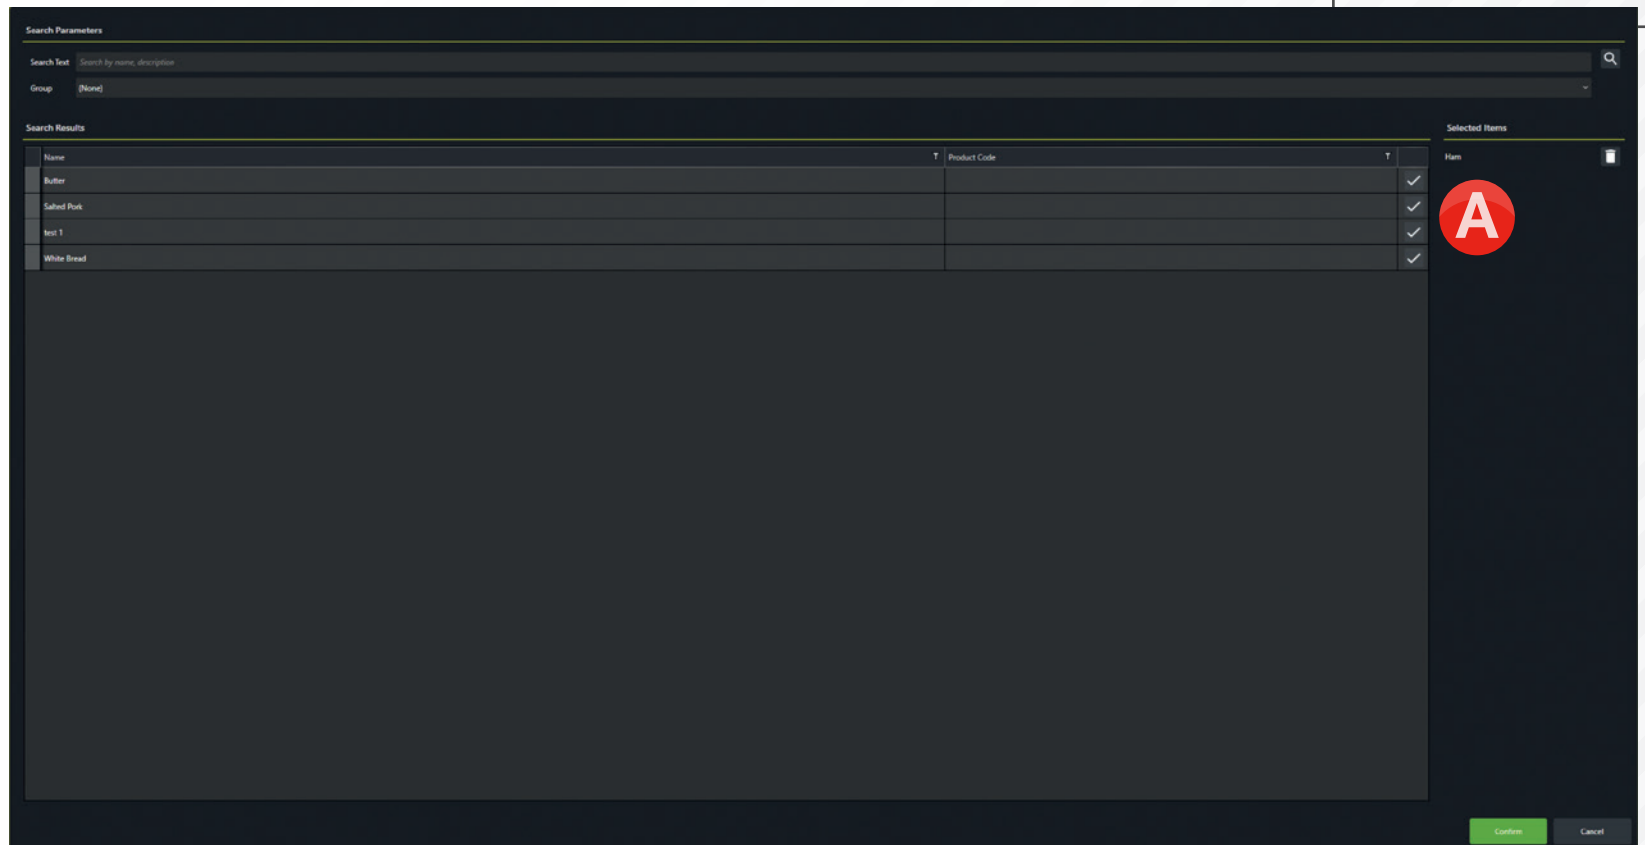 Search Parameters
Search Text Search by name, description
Group (None)
Search Results
Selected Items
Name Product Code
Ham
Butter
Salted Pork
A
test 1
White Bread
Confirm Cancel